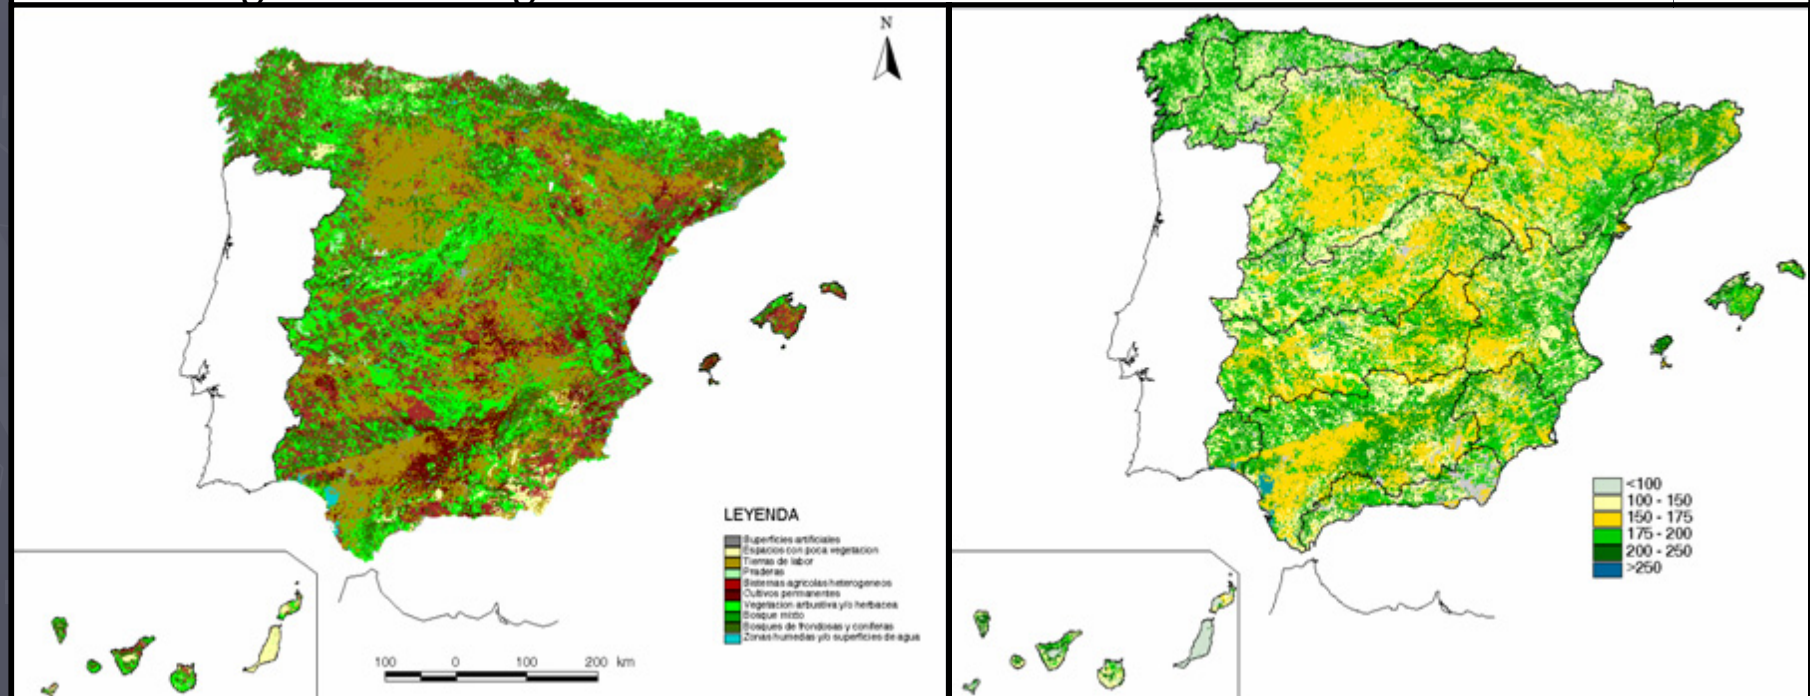 N
LEYENDA
Superficies artificiales
Espacios con poca vegetacion
Tierras de labor
Praderas
Sistemas agricolas heterogeneos
Cultivos permanentes
Vegetacion arbustiva y/o herbacea
Bosque mixto
Bosques de frondosas y coniferas
Zonas humedas y/o superficies de agua
100 0 100 200 km
<100
100 - 150
150 - 175
175 - 200
200 - 250
>250